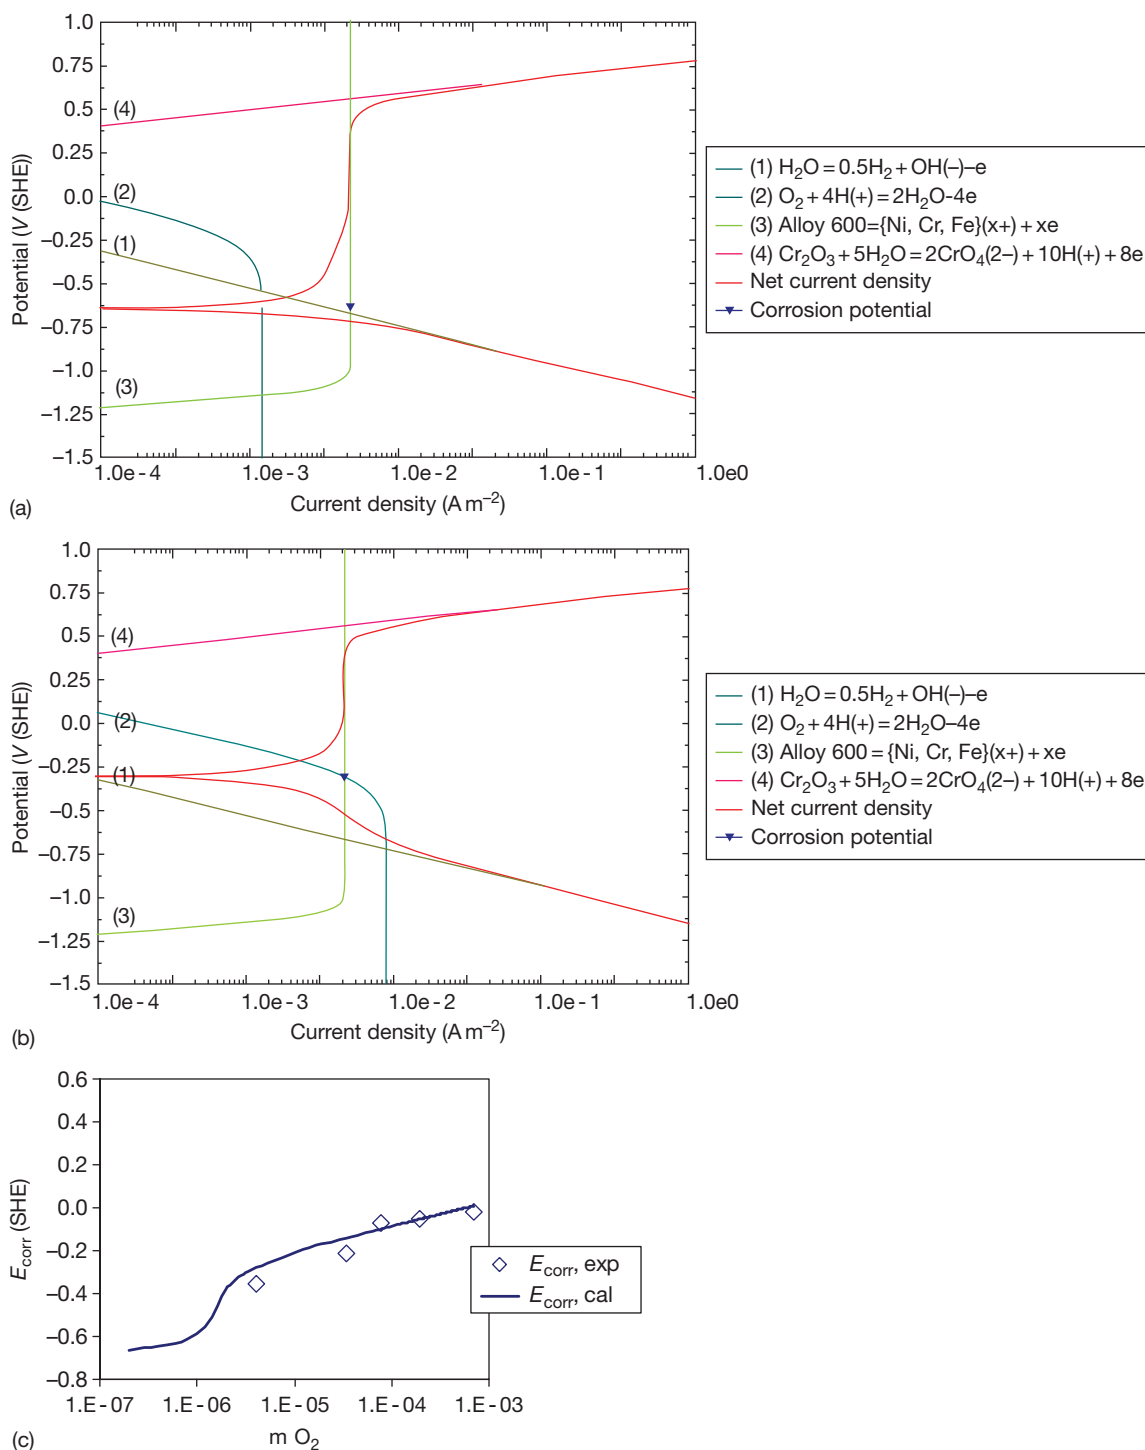 1.0
0.75
0.5
0.25
0.0
−0.25
−0.5
−0.75
−1.0
−1.25
−1.5
Potential (V (SHE))
(4)
(2)
(1)
(3)
1.0e-4
1.0e-3
1.0e-2
1.0e-1
1.0e0
Current density (A m−2)
(a)
(1) H2O = 0.5H2 + OH(−)−e
(2) O2 + 4H(+) = 2H2O-4e
(3) Alloy 600={Ni, Cr, Fe}(x+) + xe
(4) Cr2O3 + 5H2O = 2CrO4(2−) + 10H(+) + 8e
Net current density
Corrosion potential
1.0
0.75
0.5
0.25
0.0
−0.25
−0.5
−0.75
−1.0
−1.25
−1.5
Potential (V (SHE))
(4)
(2)
(1)
(3)
1.0e-4
1.0e-3
1.0e-2
1.0e-1
1.0e0
Current density (A m−2)
(b)
(1) H2O = 0.5H2 + OH(−)−e
(2) O2 + 4H(+) = 2H2O−4e
(3) Alloy 600 = {Ni, Cr, Fe}(x+) + xe
(4) Cr2O3 + 5H2O = 2CrO4(2−) + 10H(+) + 8e
Net current density
Corrosion potential
0.6
0.4
0.2
0.0
−0.2
−0.4
−0.6
−0.8
Ecorr (SHE)
1.E−07
1.E−06
1.E−05
1.E−04
1.E−03
m O2
Ecorr, exp
Ecorr, cal
(c)